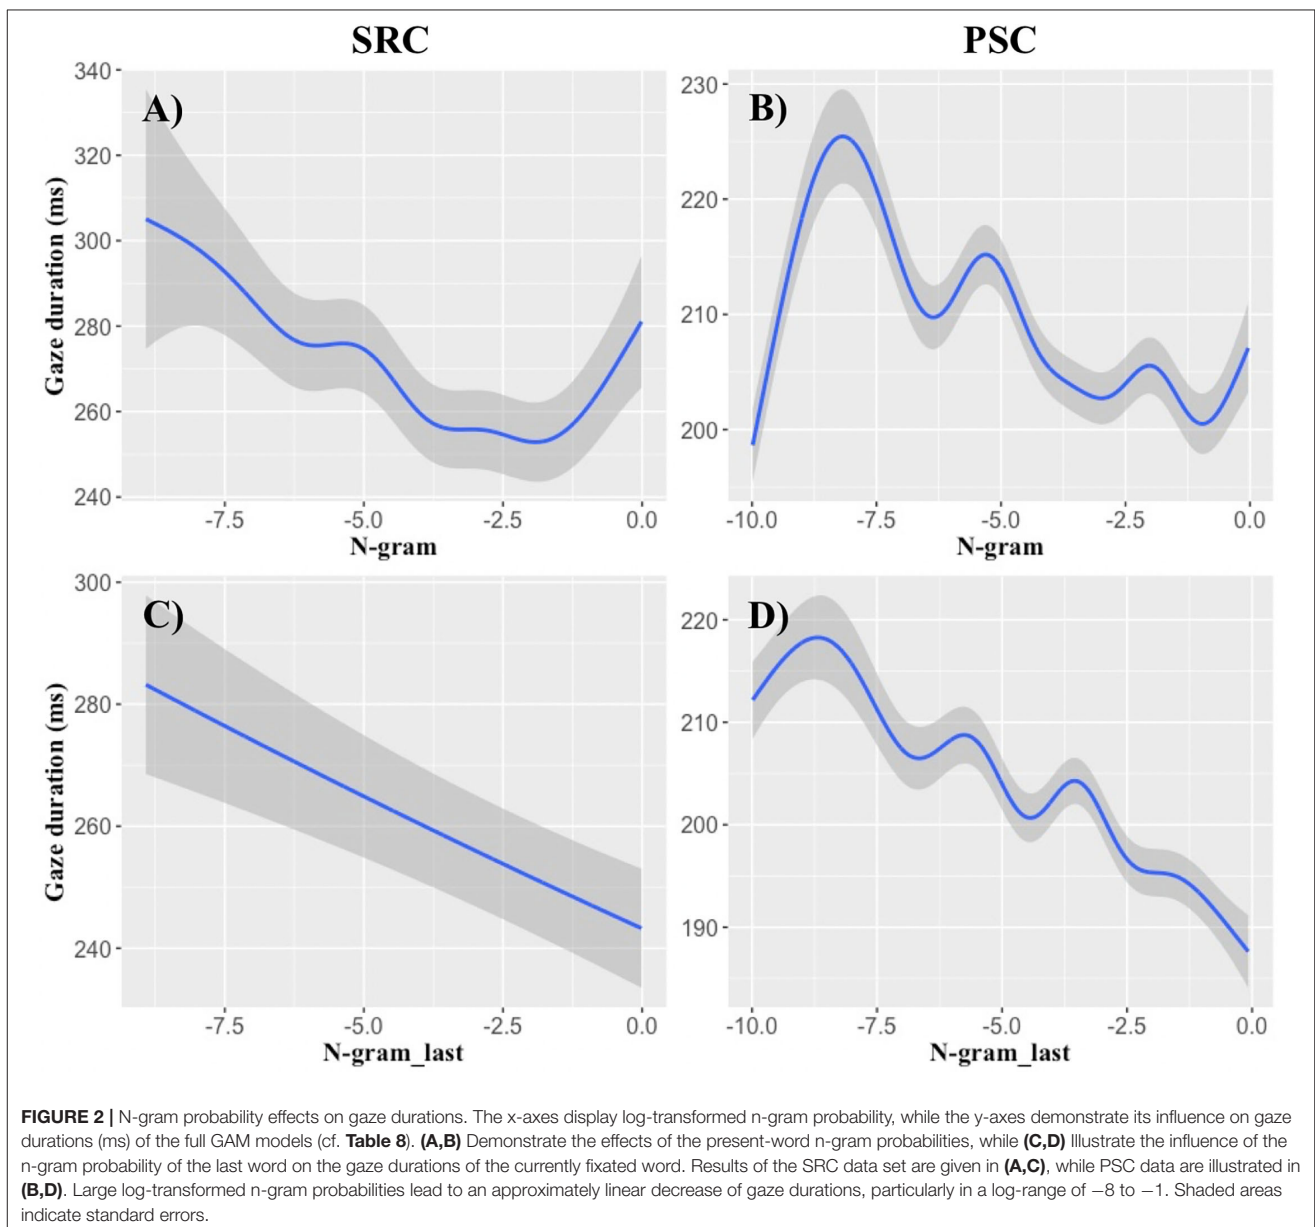 SRC
PSC
A)
340
320
300
280
260
240
Gaze duration (ms)
-7.5
-5.0
-2.5
0.0
N-gram
B)
230
220
210
200
-10.0
-7.5
-5.0
-2.5
0.0
N-gram
C)
300
280
260
240
Gaze duration (ms)
-7.5
-5.0
-2.5
0.0
N-gram_last
D)
220
210
200
190
-10.0
-7.5
-5.0
-2.5
0.0
N-gram_last
FIGURE 2 | N-gram probability effects on gaze durations. The x-axes display log-transformed n-gram probability, while the y-axes demonstrate its influence on gaze
durations (ms) of the full GAM models (cf. Table 8). (A,B) Demonstrate the effects of the present-word n-gram probabilities, while (C,D) Illustrate the influence of the
n-gram probability of the last word on the gaze durations of the currently fixated word. Results of the SRC data set are given in (A,C), while PSC data are illustrated in
(B,D). Large log-transformed n-gram probabilities lead to an approximately linear decrease of gaze durations, particularly in a log-range of −8 to −1. Shaded areas
indicate standard errors.